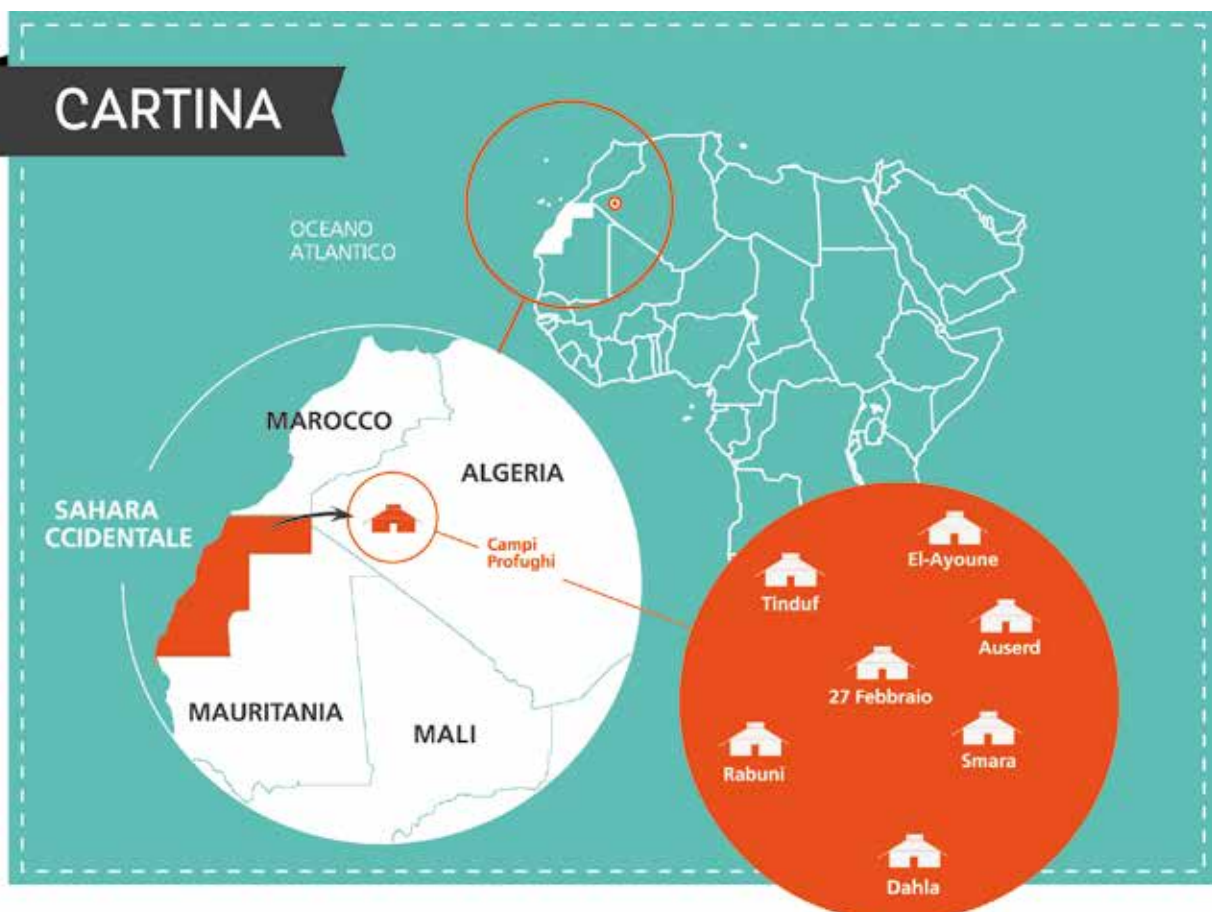 CARTINA
OCEANO
ATLANTICO
MAROCCO
ALGERIA
SAHARA
CCIDENTALE
Campi
Profughi
MAURITANIA
MALI
El-Ayoune
Tinduf
Auserd
27 Febbraio
Smara
Rabuni
Dahla